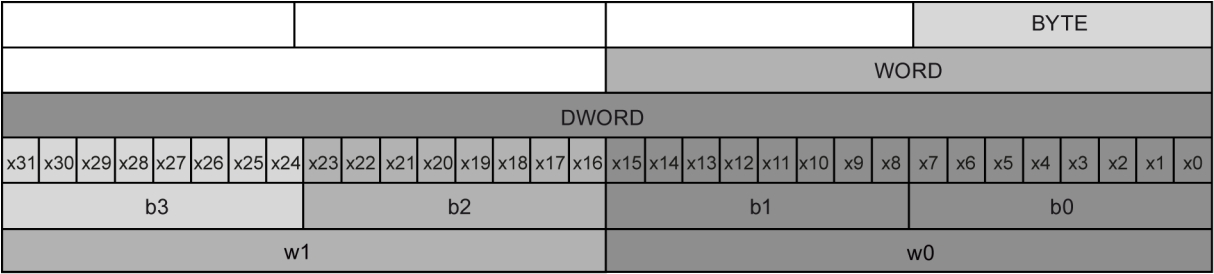 BYTE
WORD
DWORD
x31 x30 x29 x28 x27 x26 x25 x24 x23 x22 x21 x20 x19 x18 x17 x16 x15 x14 x13 x12 x11 x10 x9 x8 x7 x6 x5 x4 x3 x2 x1 x0
b3 b2 b1 b0
w1 w0